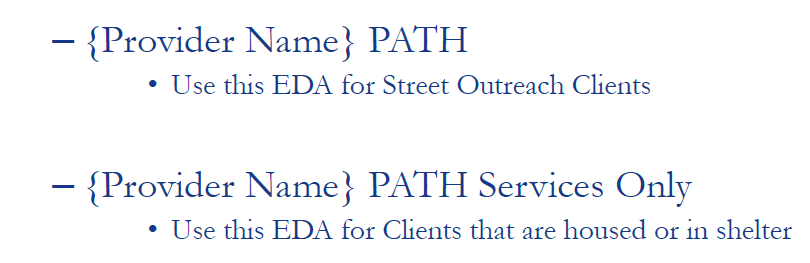 – {Provider Name} PATH
• Use this EDA for Street Outreach Clients
– {Provider Name} PATH Services Only
• Use this EDA for Clients that are housed or in shelter